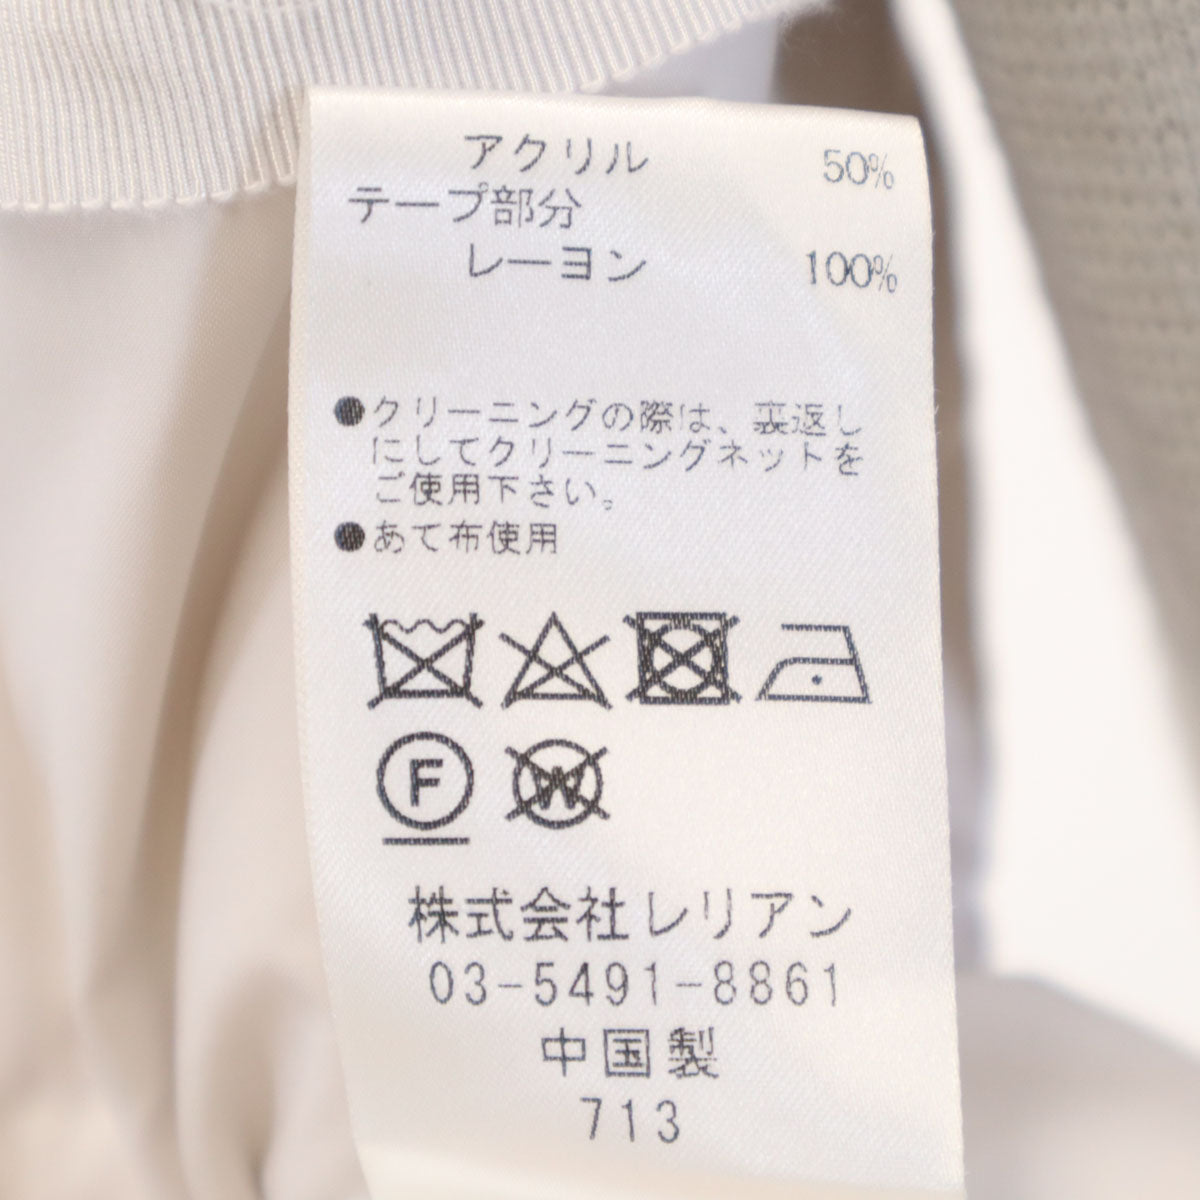 アクリル 50%
テープ部分
レーヨン 100%
●クリーニングの際は、裏返し
にしてクリーニングネットを
ご使用下さい。
●あて布使用
F W
株式会社レリアン
03-5491-8861
中国製
713